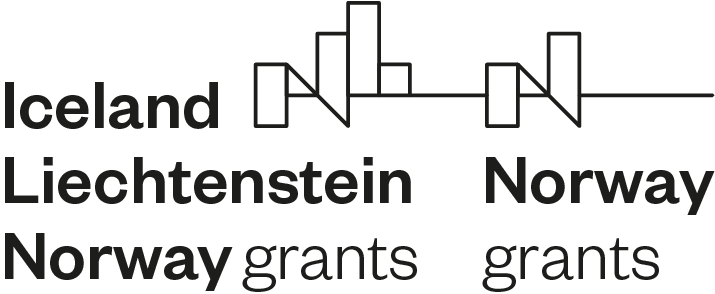 Iceland
Liechtenstein
Norway grants
Norway
grants